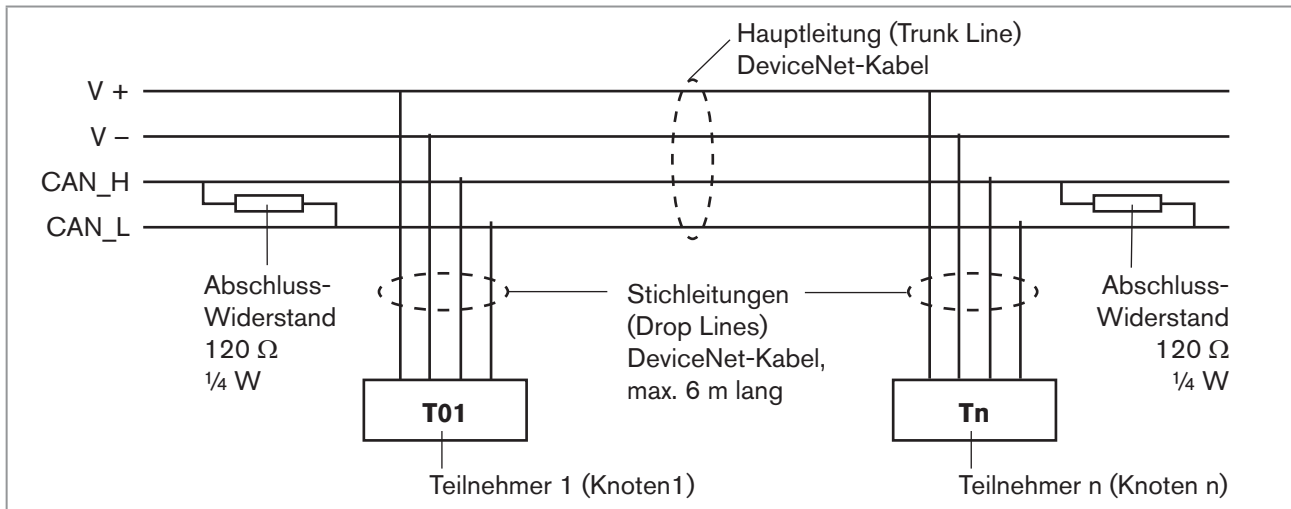 Hauptleitung (Trunk Line)
DeviceNet-Kabel
V +
V –
CAN_H
CAN_L
Abschluss-
Widerstand
120 Ω
¼ W
Stichleitungen
(Drop Lines)
DeviceNet-Kabel,
max. 6 m lang
Abschluss-
Widerstand
120 Ω
¼ W
T01
Tn
Teilnehmer 1 (Knoten1)
Teilnehmer n (Knoten n)